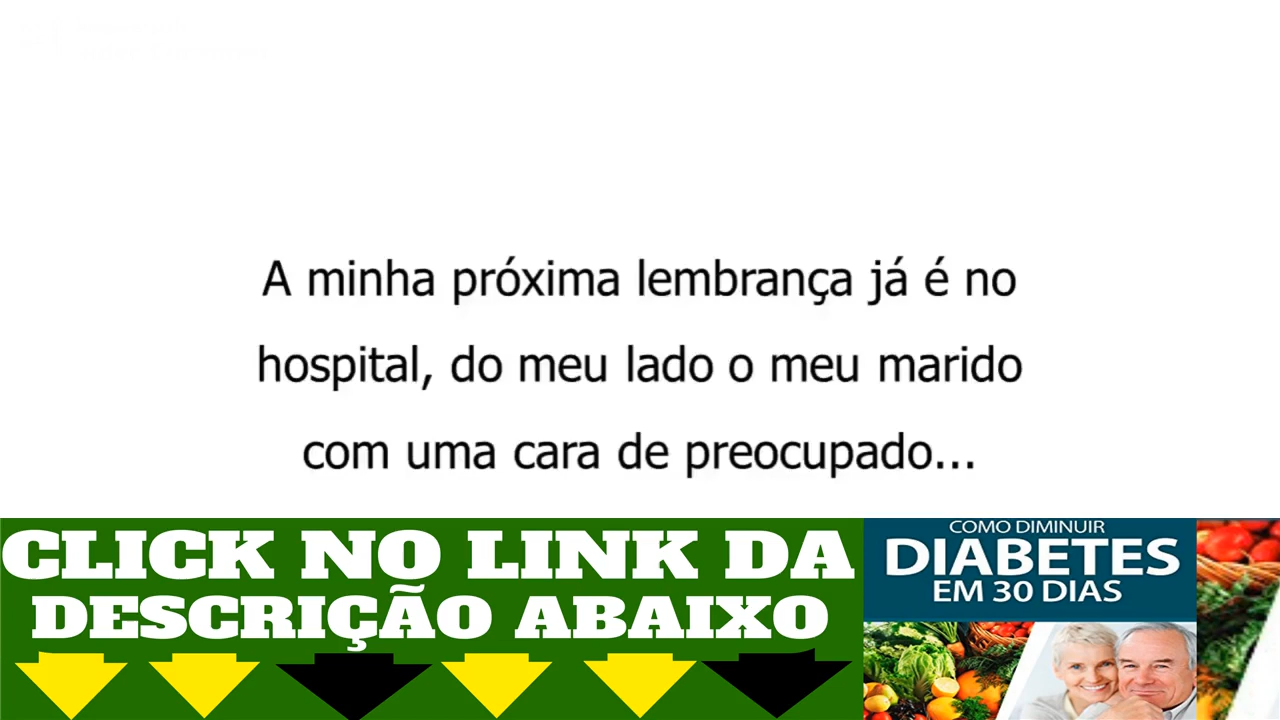 A minha próxima lembrança já é no
hospital, do meu lado o meu marido
com uma cara de preocupado...
CLICK NO LINK DA
DESCRIÇÃO ABAIXO
COMO DIMINUIR
DIABETES
EM 30 DIAS